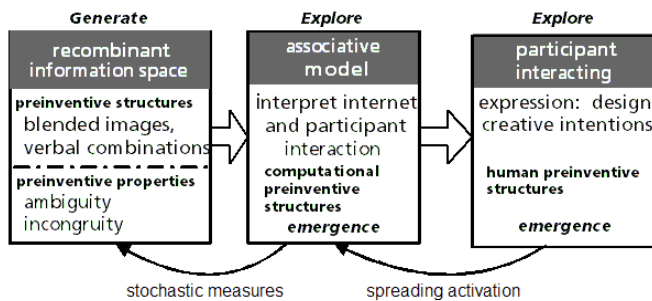 Generate
recombinant
information space
preinventive structures
blended images,
verbal combinations
preinventive properties
ambiguity
incongruity
Explore
associative
model
interpret internet
and participant
interaction
computational
preinventive
structures
emergence
Explore
participant
interacting
expression: design
creative intentions
human preinventive
structures
emergence
stochastic measures
spreading activation